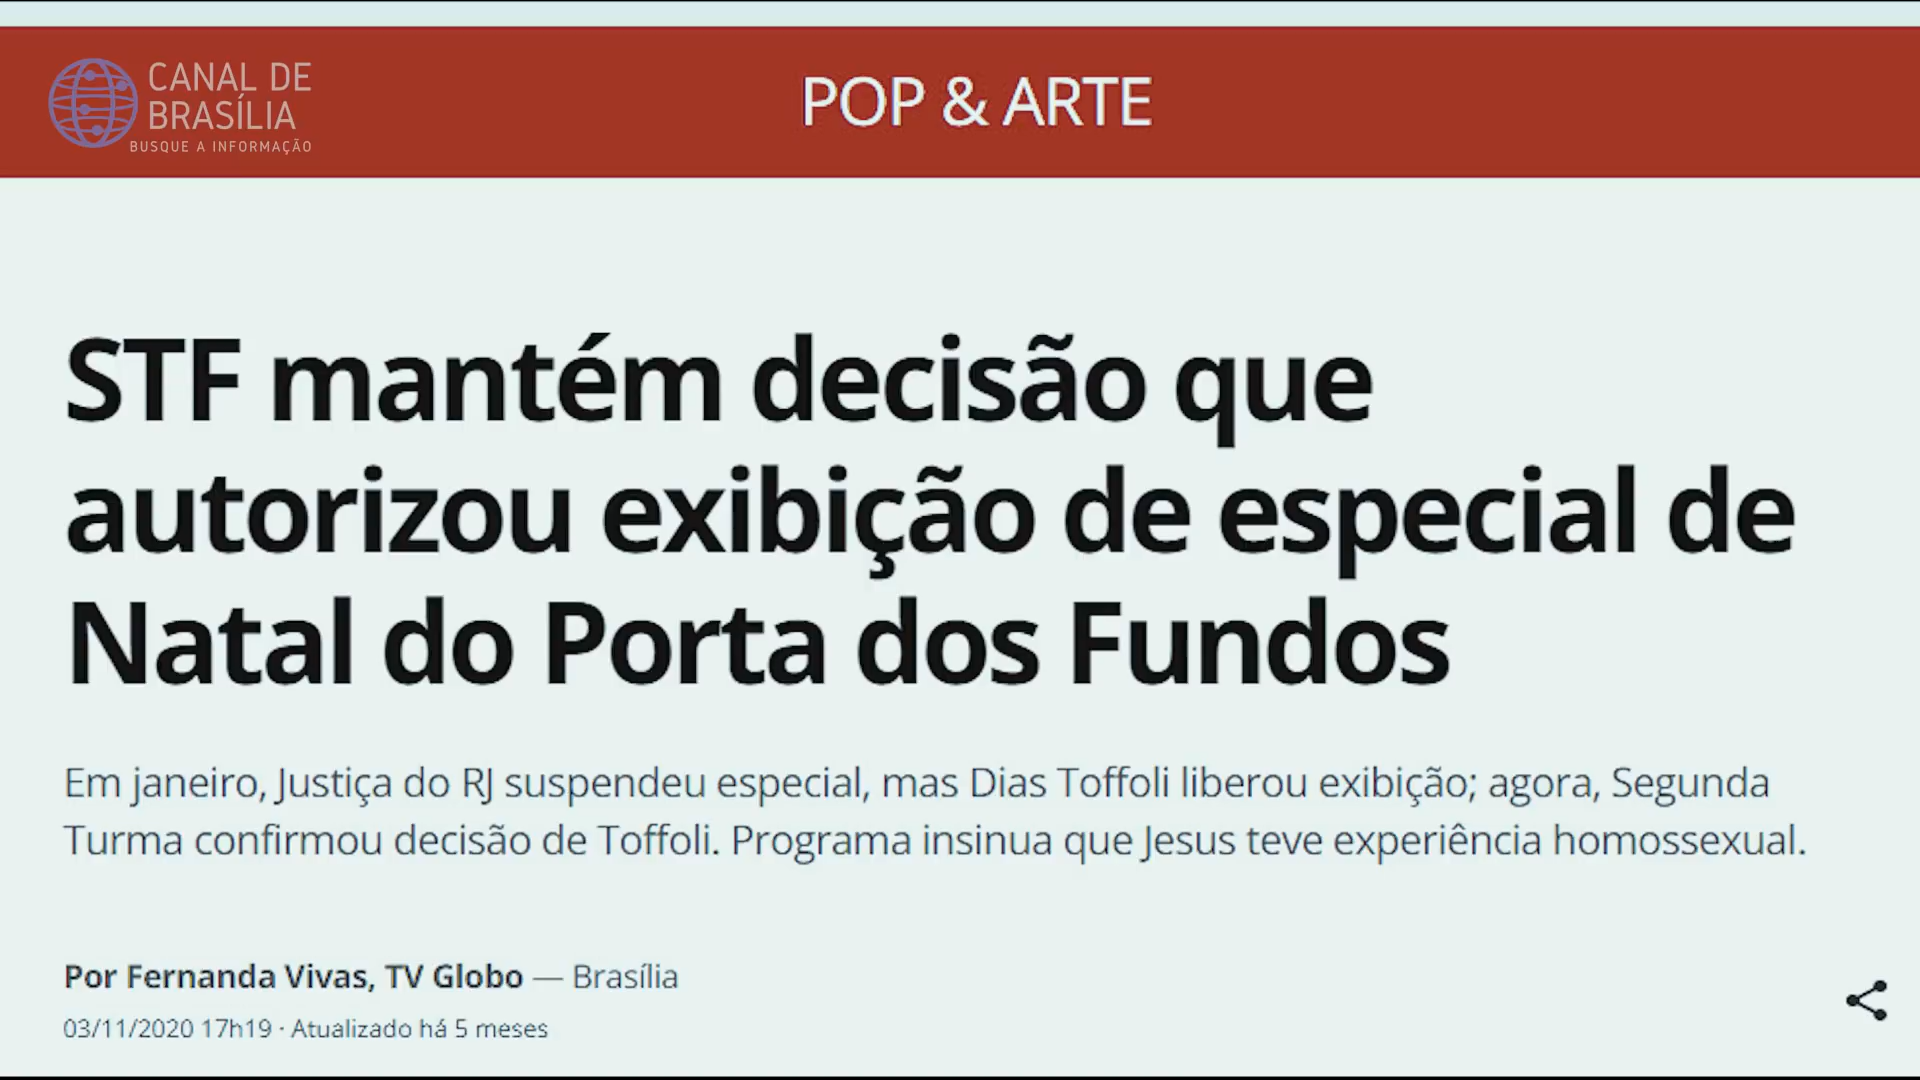 CANAL DE
BRASÍLIA
BUSQUE A INFORMAÇÃO
POP & ARTE
STF mantém decisão que
autorizou exibição de especial de
Natal do Porta dos Fundos
Em janeiro, Justiça do RJ suspendeu especial, mas Dias Toffoli liberou exibição; agora, Segunda
Turma confirmou decisão de Toffoli. Programa insinua que Jesus teve experiência homossexual.
Por Fernanda Vivas, TV Globo — Brasília
03/11/2020 17h19 · Atualizado há 5 meses